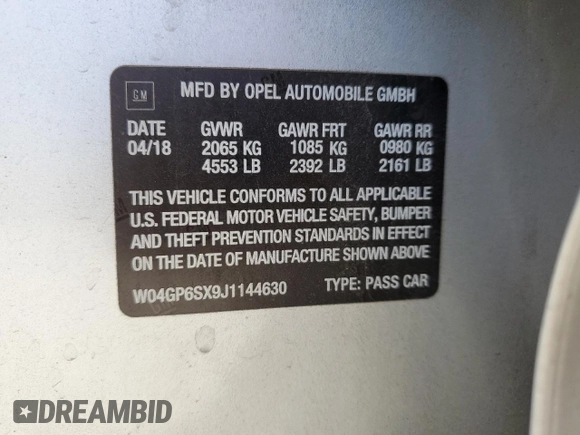 GM
MFD BY OPEL AUTOMOBILE GMBH
DATE GVWR GAWR FRT GAWR RR
04/18 2065 KG 1085 KG 0980 KG
4553 LB 2392 LB 2161 LB
THIS VEHICLE CONFORMS TO ALL APPLICABLE
U.S. FEDERAL MOTOR VEHICLE SAFETY, BUMPER
AND THEFT PREVENTION STANDARDS IN EFFECT
ON THE DATE OF MANUFACTURE SHOWN ABOVE
W04GP6SX9J1144630 TYPE: PASS CAR
DREAMBID